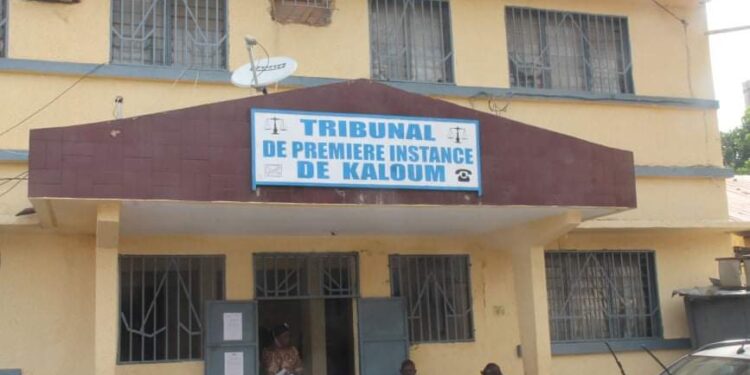 TRIBUNAL
DE PREMIERE INSTANCE
DE KALOUM